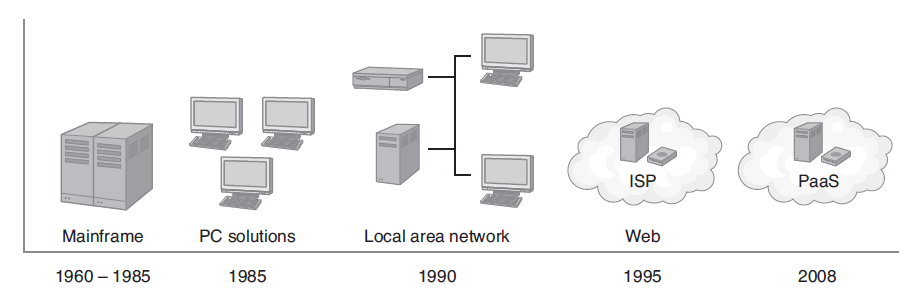 ISP
PaaS
Mainframe
PC solutions
Local area network
Web
1960 – 1985
1985
1990
1995
2008